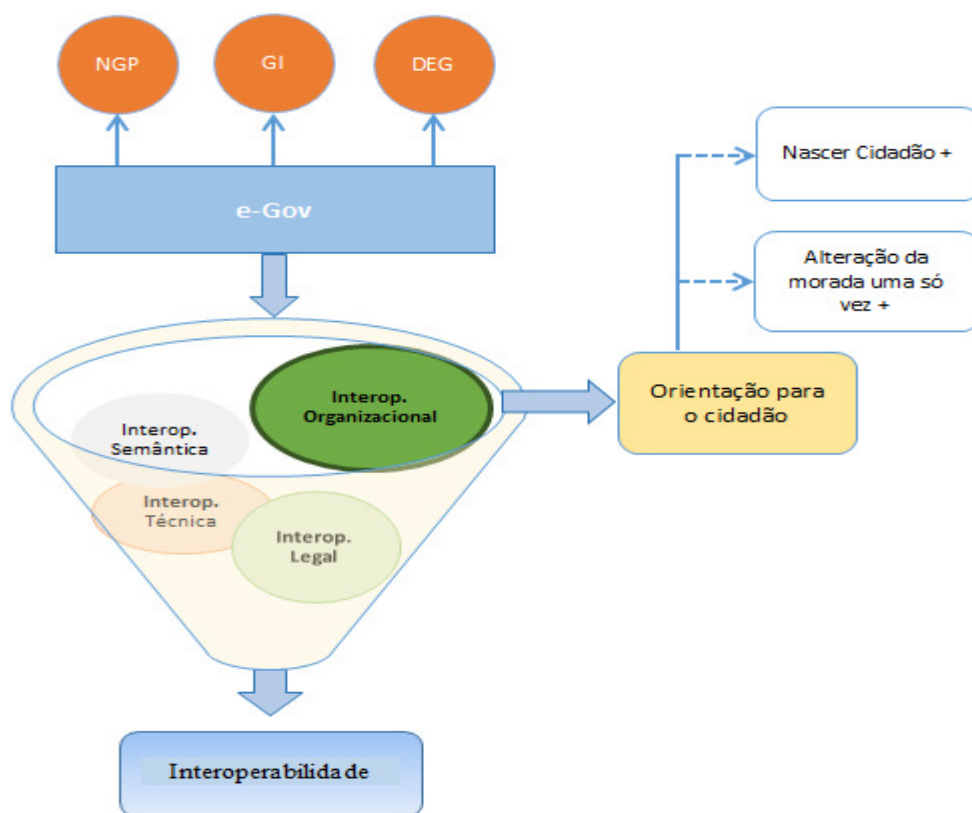 NGP
GI
DEG
e-Gov
Nascer Cidadão +
Alteração da
morada uma só
vez +
Orientação para
o cidadão
Interop.
Organizacional
Interop.
Semântica
Interop.
Técnica
Interop.
Legal
Interoperabilidade